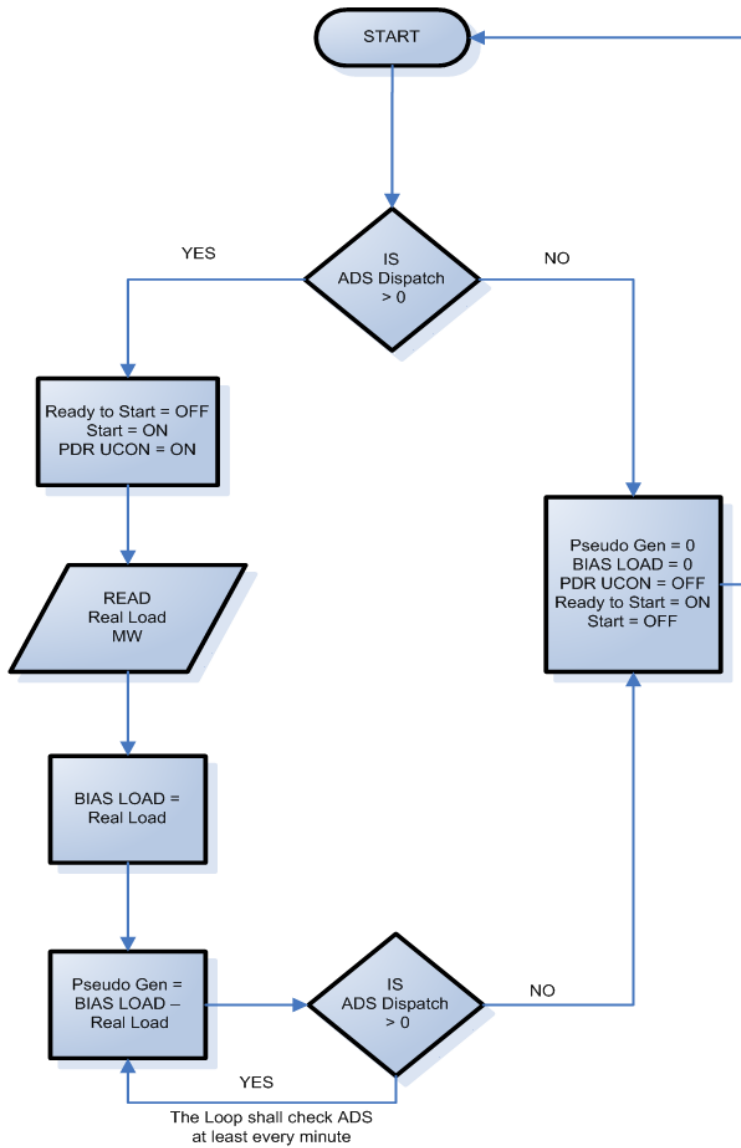 START
IS
ADS Dispatch
> 0
YES
NO
Ready to Start = OFF
Start = ON
PDR UCON = ON
READ
Real Load
MW
Pseudo Gen = 0
BIAS LOAD = 0
PDR UCON = OFF
Ready to Start = ON
Start = OFF
BIAS LOAD =
Real Load
Pseudo Gen =
BIAS LOAD –
Real Load
IS
ADS Dispatch
> 0
NO
YES
The Loop shall check ADS
at least every minute